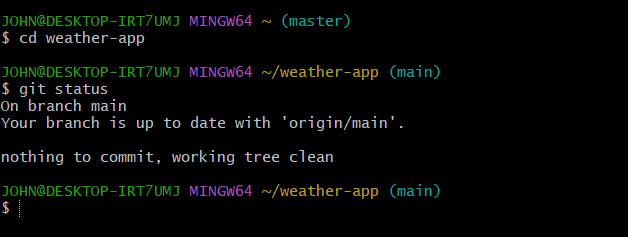 JOHN@DESKTOP-IRT7UMJ MINGW64 ~ (master)
$ cd weather-app
JOHN@DESKTOP-IRT7UMJ MINGW64 ~/weather-app (main)
$ git status
On branch main
Your branch is up to date with 'origin/main'.
nothing to commit, working tree clean
JOHN@DESKTOP-IRT7UMJ MINGW64 ~/weather-app (main)
$